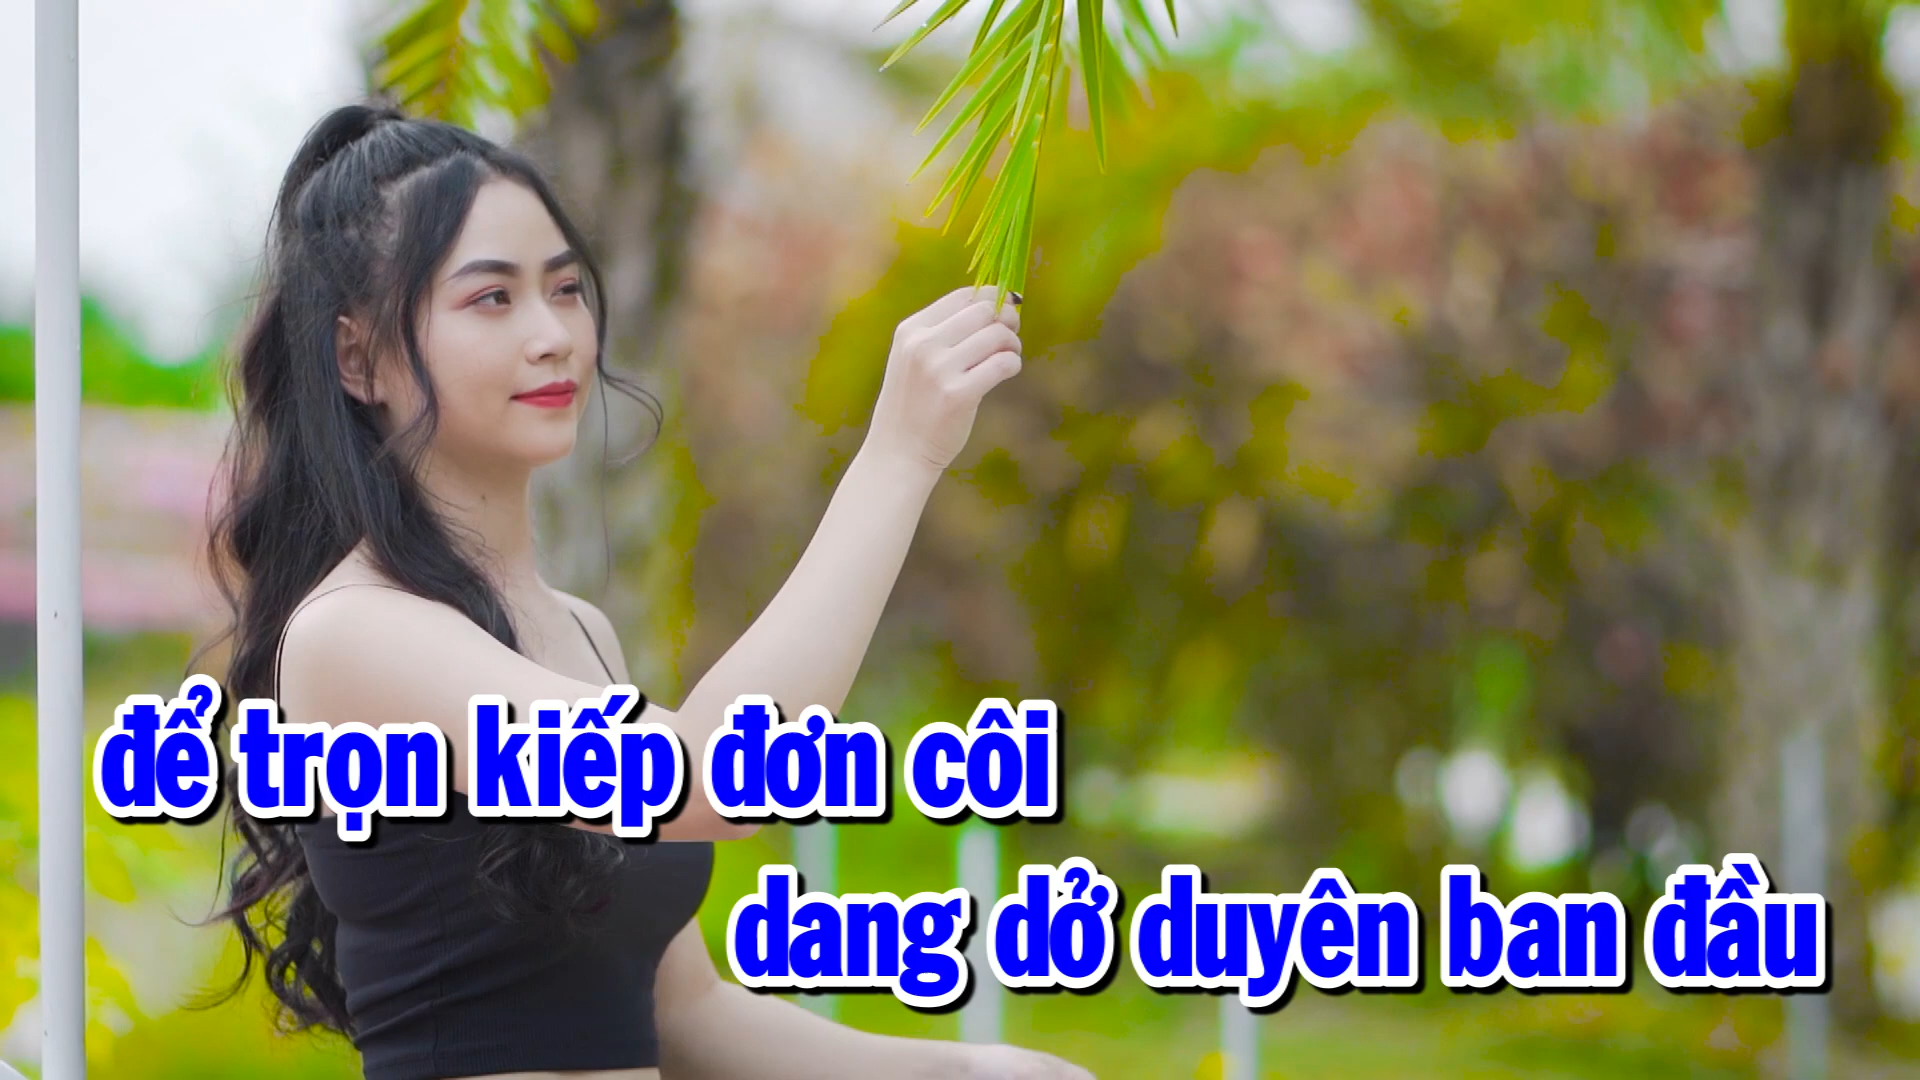 để trọn kiếp đơn côi
dang dở duyên ban đầu